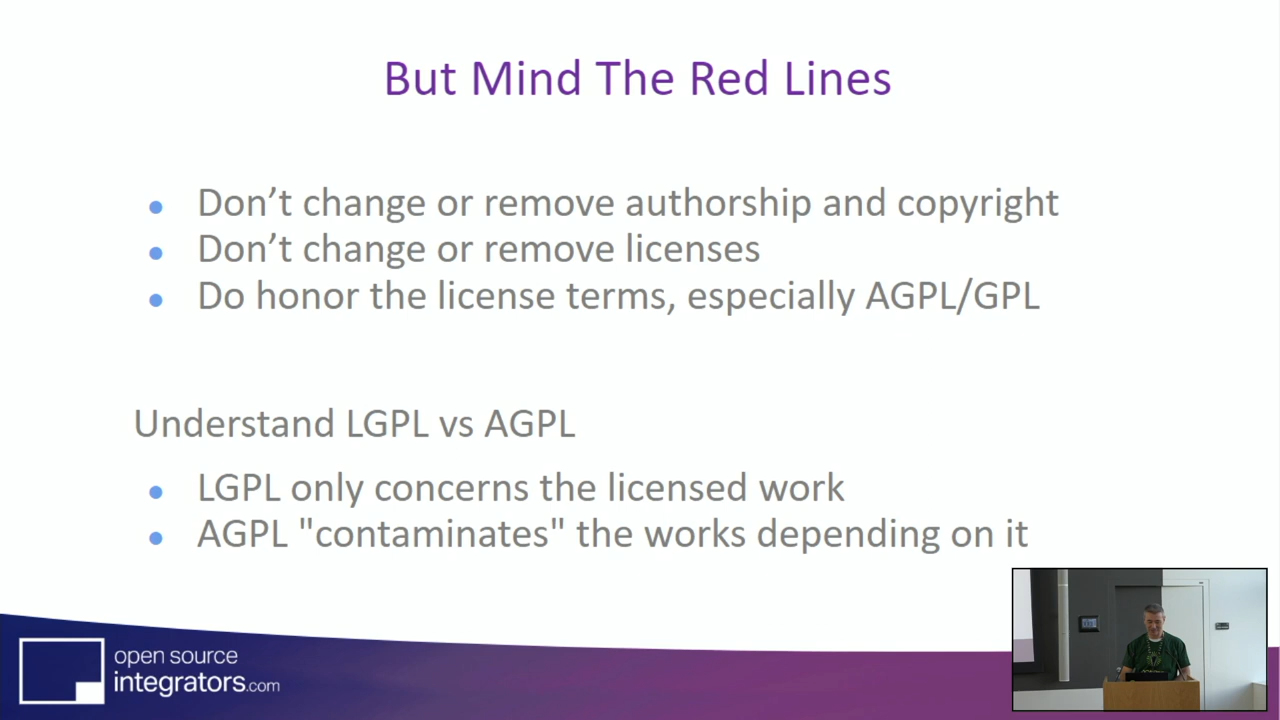 But Mind The Red Lines
Don’t change or remove authorship and copyright
Don’t change or remove licenses
Do honor the license terms, especially AGPL/GPL
Understand LGPL vs AGPL
LGPL only concerns the licensed work
AGPL "contaminates" the works depending on it
open source
integrators.com